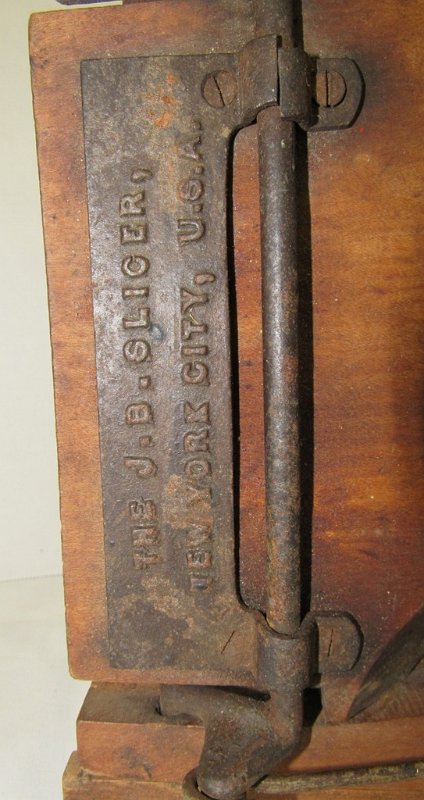 THE J.B. SLICER,
NEW YORK CITY, U.S.A.